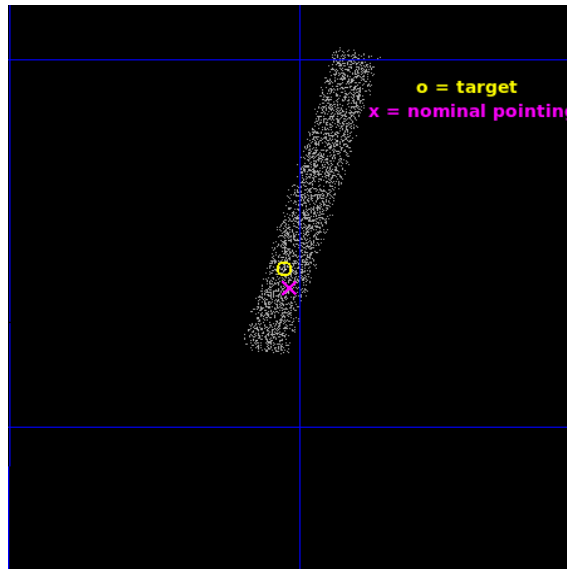 o = target
x = nominal pointing